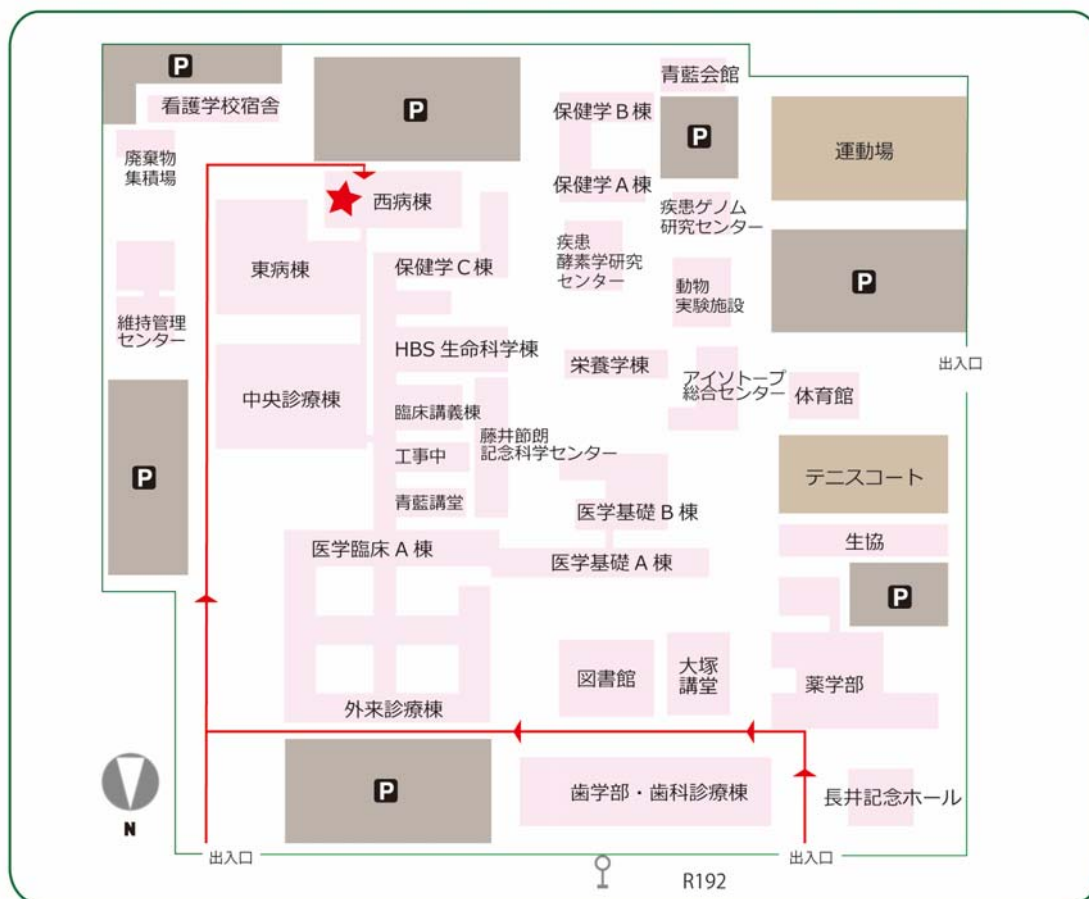 P
青藍会館
看護学校宿舎
P
保健学B棟
P
運動場
廃棄物
集積場
西病棟
保健学A棟
疾患ゲノム
研究センター
東病棟
保健学C棟
疾患
酵素学研究
センター
動物
実験施設
P
維持管理
センター
HBS 生命科学棟
栄養学棟
出入口
中央診療棟
臨床講義棟
アイソトープ
総合センター
体育館
藤井節朗
記念科学センター
工事中
P
青藍講堂
医学基礎B棟
テニスコート
医学臨床A棟
医学基礎A棟
生協
P
図書館
大塚
講堂
薬学部
外来診療棟
P
歯学部・歯科診療棟
長井記念ホール
N
出入口
出入口
R192